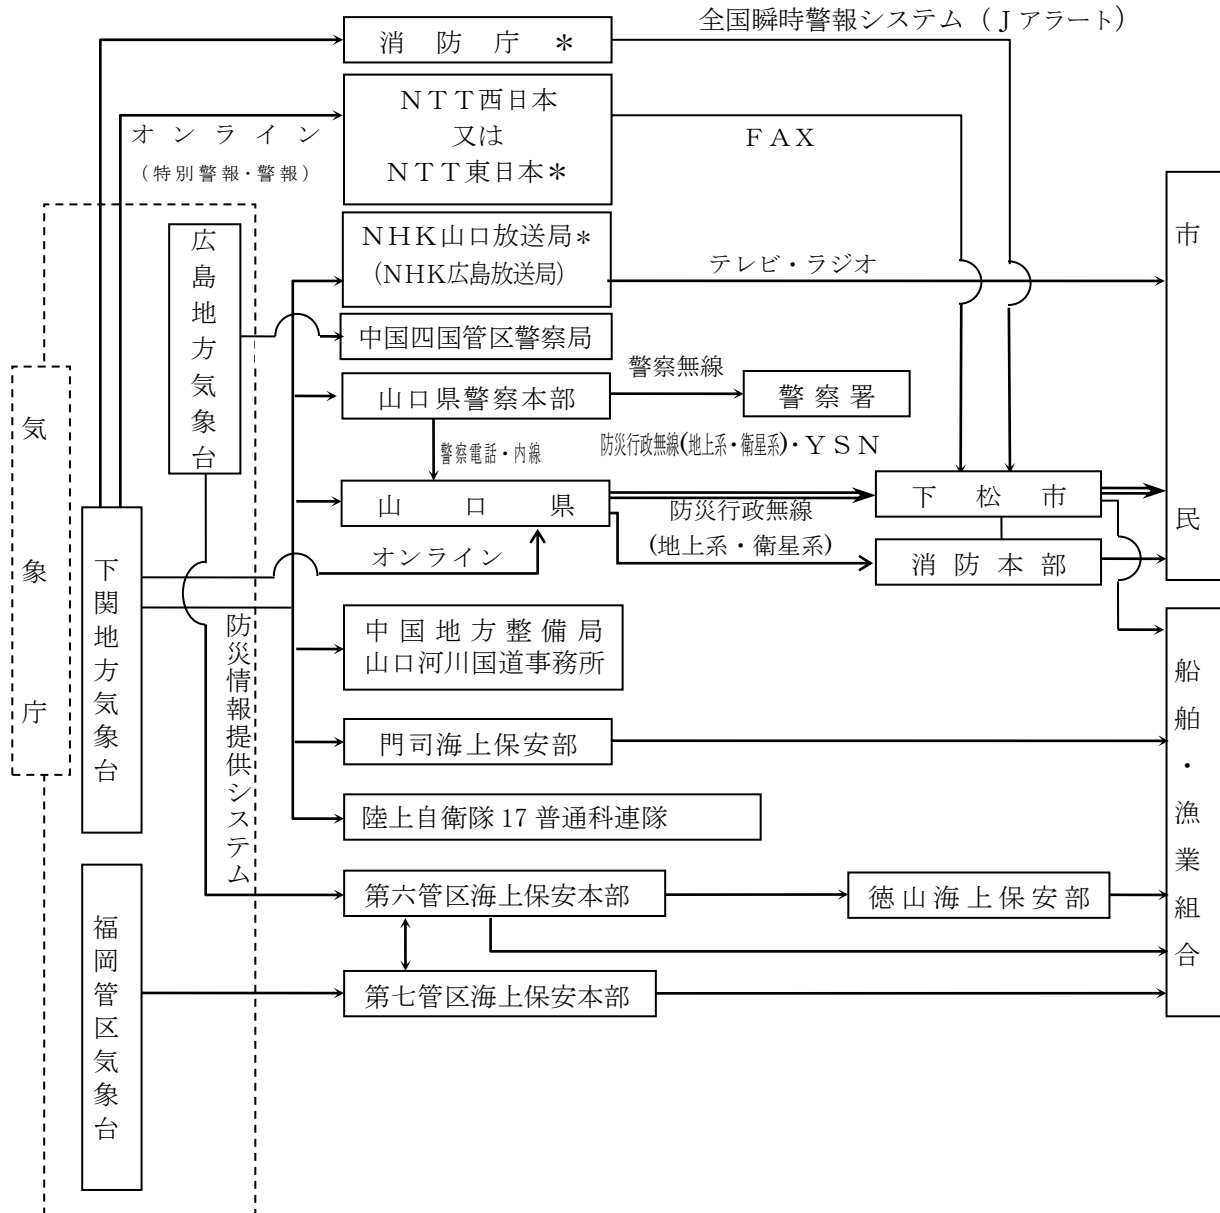 全国瞬時警報システム（Ｊアラート）
消防庁＊
ＮＴＴ西日本
又は
ＮＴＴ東日本＊
オンライン
（特別警報・警報）
ＦＡＸ
ＮＨＫ山口放送局＊
(ＮＨＫ広島放送局)
テレビ・ラジオ
中国四国管区警察局
山口県警察本部
警察無線
警察署
警察電話・内線
防災行政無線(地上系・衛星系)・ＹＳＮ
山口県
防災行政無線
(地上系・衛星系)
オンライン
下松市
消防本部
市民
中国地方整備局
山口河川国道事務所
門司海上保安部
陸上自衛隊17普通科連隊
第六管区海上保安本部
徳山海上保安部
第七管区海上保安本部
船舶・漁業組合
気象庁
広島地方気象台
下関地方気象台
福岡管区気象台
防災情報提供システム